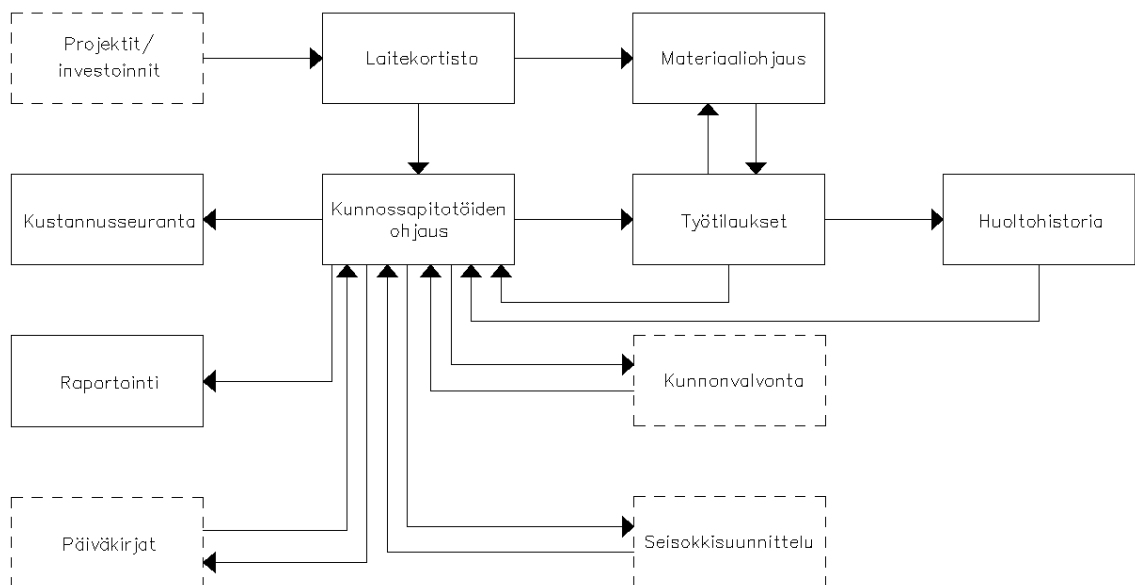 Projektit/
investoinnit
Laitekortisto
Materiaaliohjaus
Kustannusseuranta
Kunnossapitotöiden
ohjaus
Työtilaukset
Huoltohistoria
Raportointi
Kunnonvalvonta
Päiväkirjat
Seisokkisuunnittelu